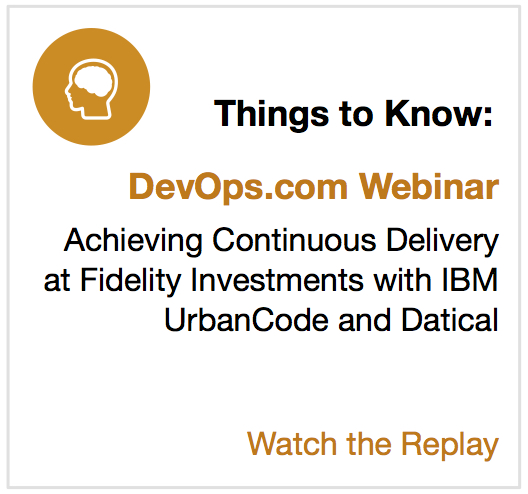 Things to Know:
DevOps.com Webinar
Achieving Continuous Delivery
at Fidelity Investments with IBM
UrbanCode and Datical
Watch the Replay